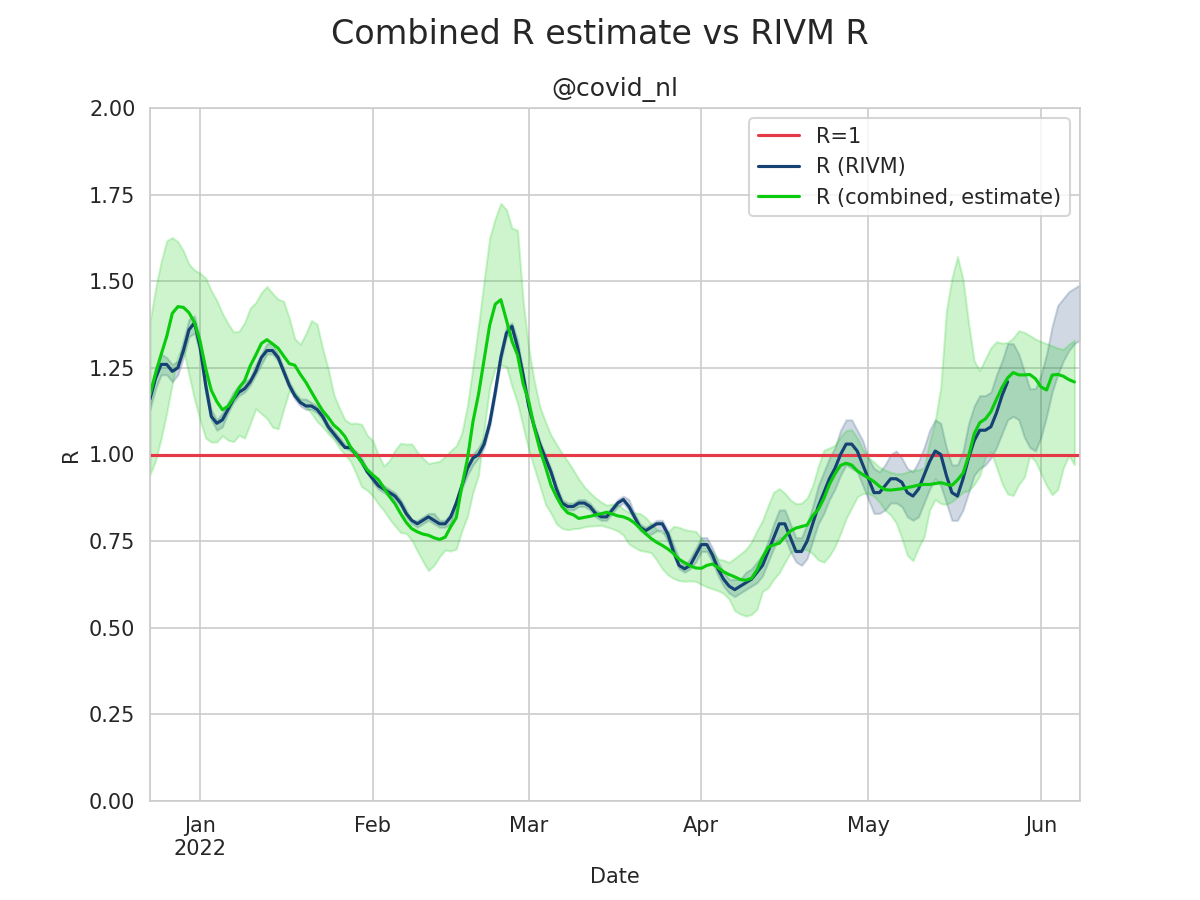 Combined R estimate vs RIVM R
@covid_nl
R=1
R (RIVM)
R (combined, estimate)
2.00
1.75
1.50
1.25
1.00
0.75
0.50
0.25
0.00
R
Jan Feb Mar Apr May Jun
2022
Date